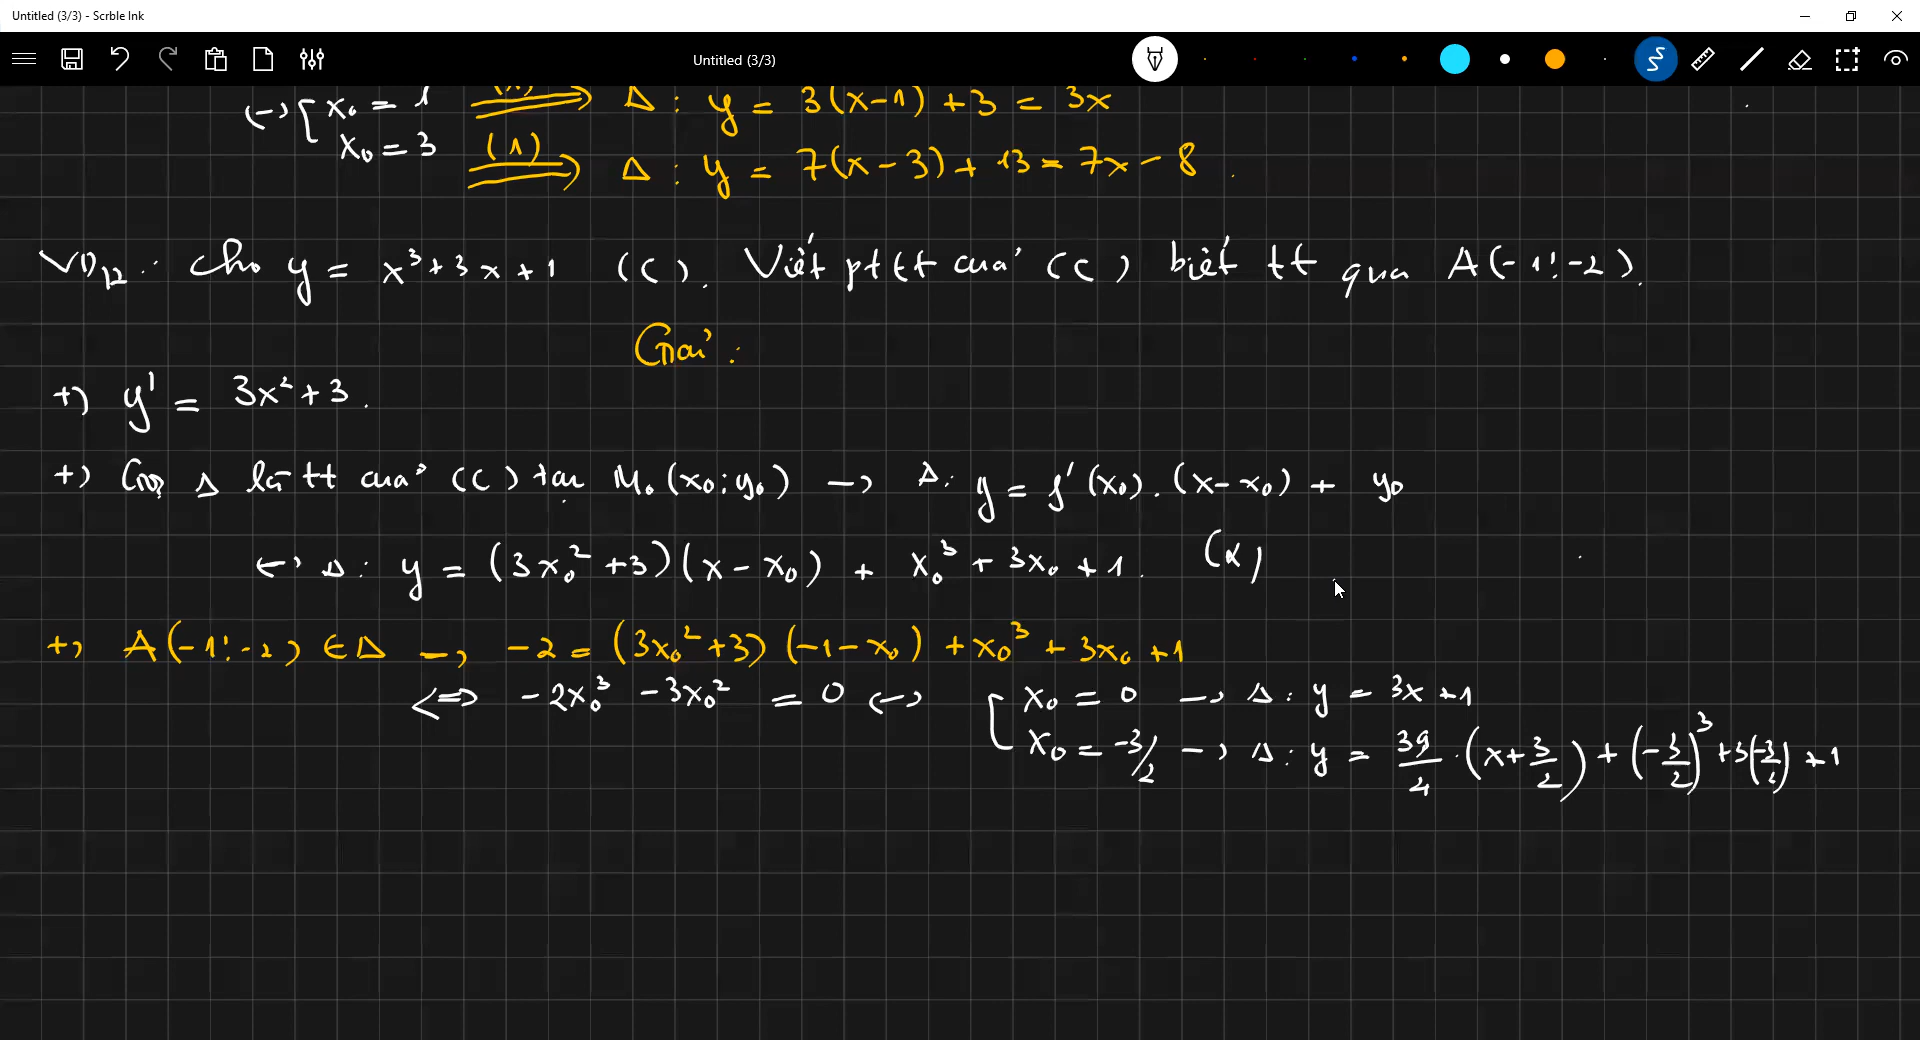 Untitled (3/3) - Scrble Ink
Untitled (3/3)
<-> [ x₀ = 1 ⟹ Δ : y = 3(x-1) + 3 = 3x
x₀ = 3 (1) ⟹ Δ : y = 7(x-3) + 13 = 7x - 8 .
VD12 : Cho y = x³ + 3x + 1 (C). Viết pttt của (C) biết tt qua A(-1; -2).
Giải :
+) y' = 3x² + 3 .
+) Gọi Δ là tt của (C) tại M₀(x₀; y₀) -> Δ: y = f'(x₀).(x-x₀) + y₀
<-> Δ: y = (3x₀² + 3)(x - x₀) + x₀³ + 3x₀ + 1. (α)
+) A(-1; -2) ∈ Δ -> -2 = (3x₀² + 3)(-1 - x₀) + x₀³ + 3x₀ + 1
<=> -2x₀³ - 3x₀² = 0 <-> [ x₀ = 0 -> Δ : y = 3x + 1
x₀ = -3/2 -> Δ : y = 39/4 . (x + 3/2) + (-3/2)³ + 3(-3/2) + 1